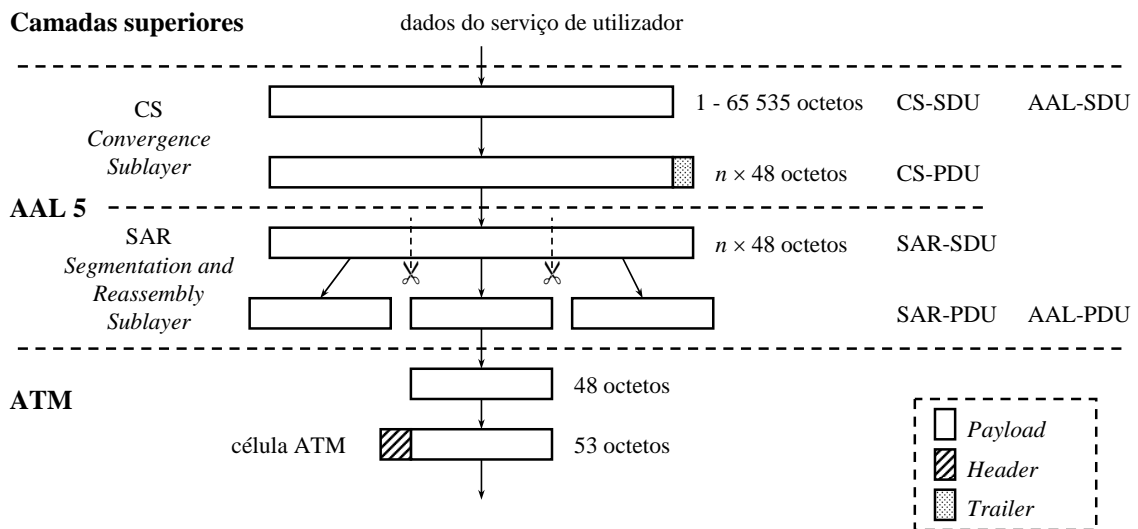 Camadas superiores
dados do serviço de utilizador
CS
Convergence
Sublayer
1 - 65 535 octetos
CS-SDU
AAL-SDU
n × 48 octetos
CS-PDU
AAL 5
SAR
Segmentation and
Reassembly
Sublayer
n × 48 octetos
SAR-SDU
SAR-PDU
AAL-PDU
ATM
48 octetos
célula ATM
53 octetos
Payload
Header
Trailer